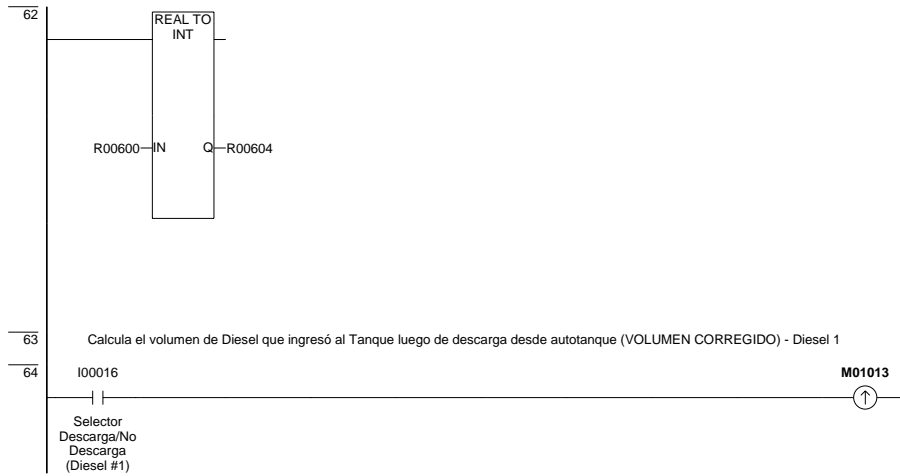 62
REAL TO
INT
R00600 IN Q R00604
63 Calcula el volumen de Diesel que ingresó al Tanque luego de descarga desde autotanque (VOLUMEN CORREGIDO) - Diesel 1
64 I00016 M01013
Selector
Descarga/No
Descarga
(Diesel #1)